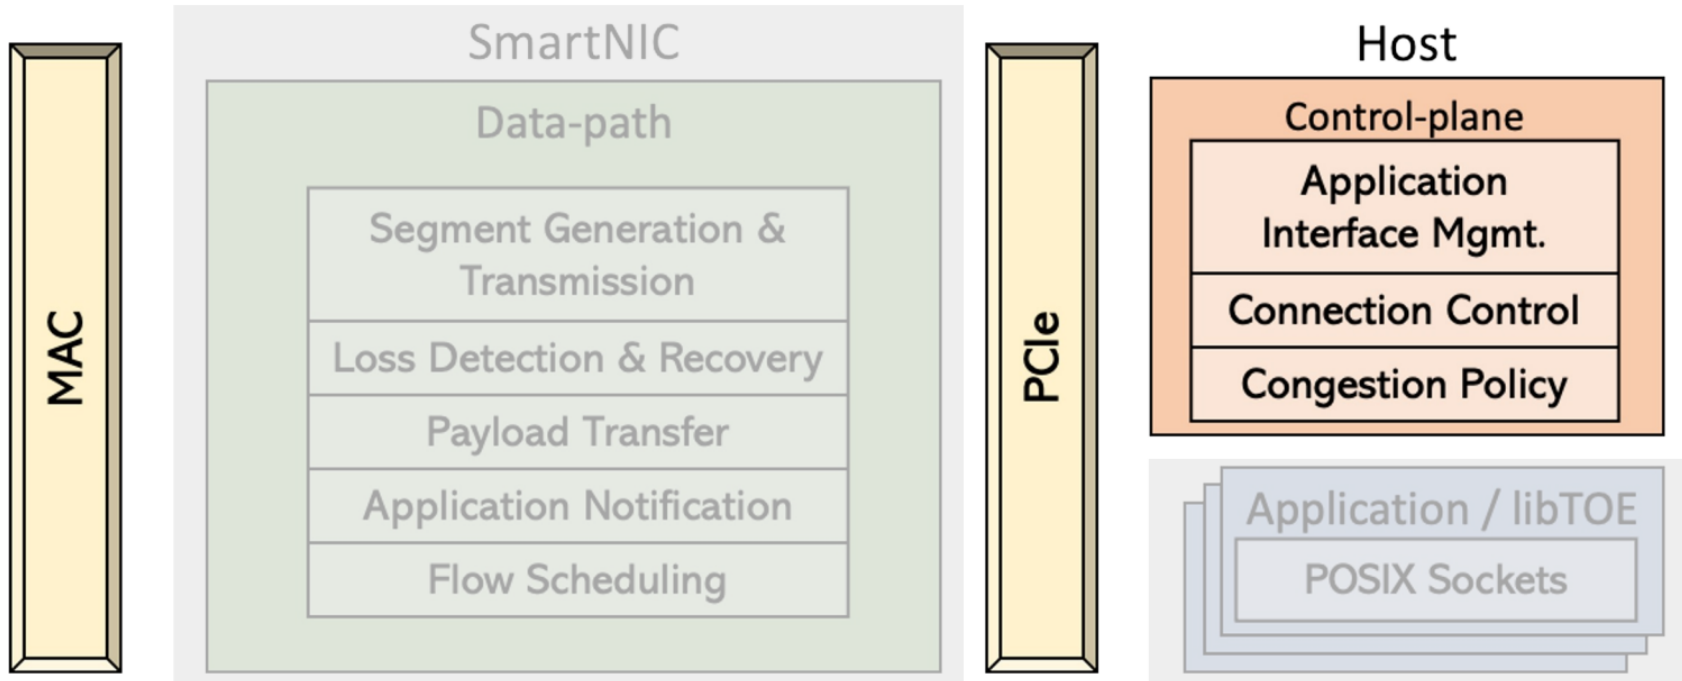 MAC
SmartNIC
Data-path
Segment Generation &
Transmission
Loss Detection & Recovery
Payload Transfer
Application Notification
Flow Scheduling
PCIe
Host
Control-plane
Application
Interface Mgmt.
Connection Control
Congestion Policy
Application / libTOE
POSIX Sockets